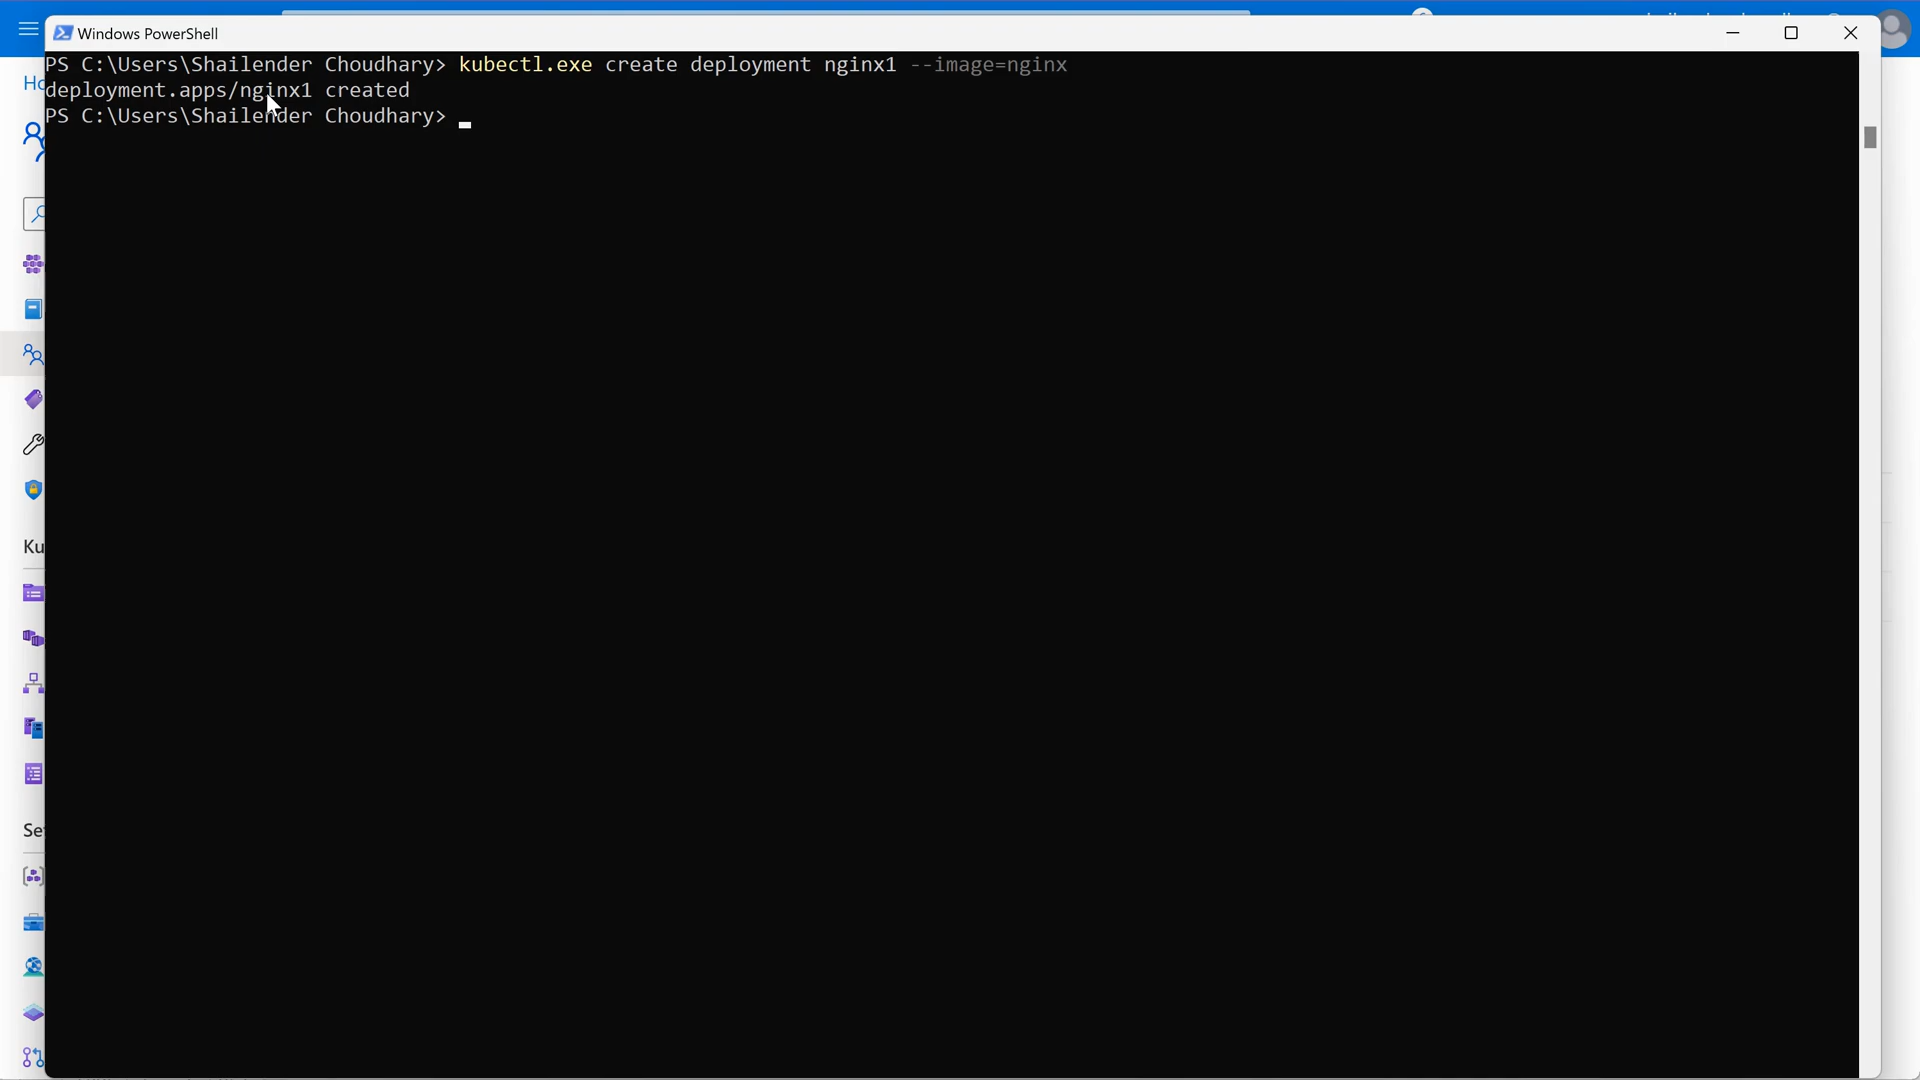 Windows PowerShell
PS C:\Users\Shailender Choudhary> kubectl.exe create deployment nginx1 --image=nginx
deployment.apps/nginx1 created
PS C:\Users\Shailender Choudhary>
Ho
Ku
Se